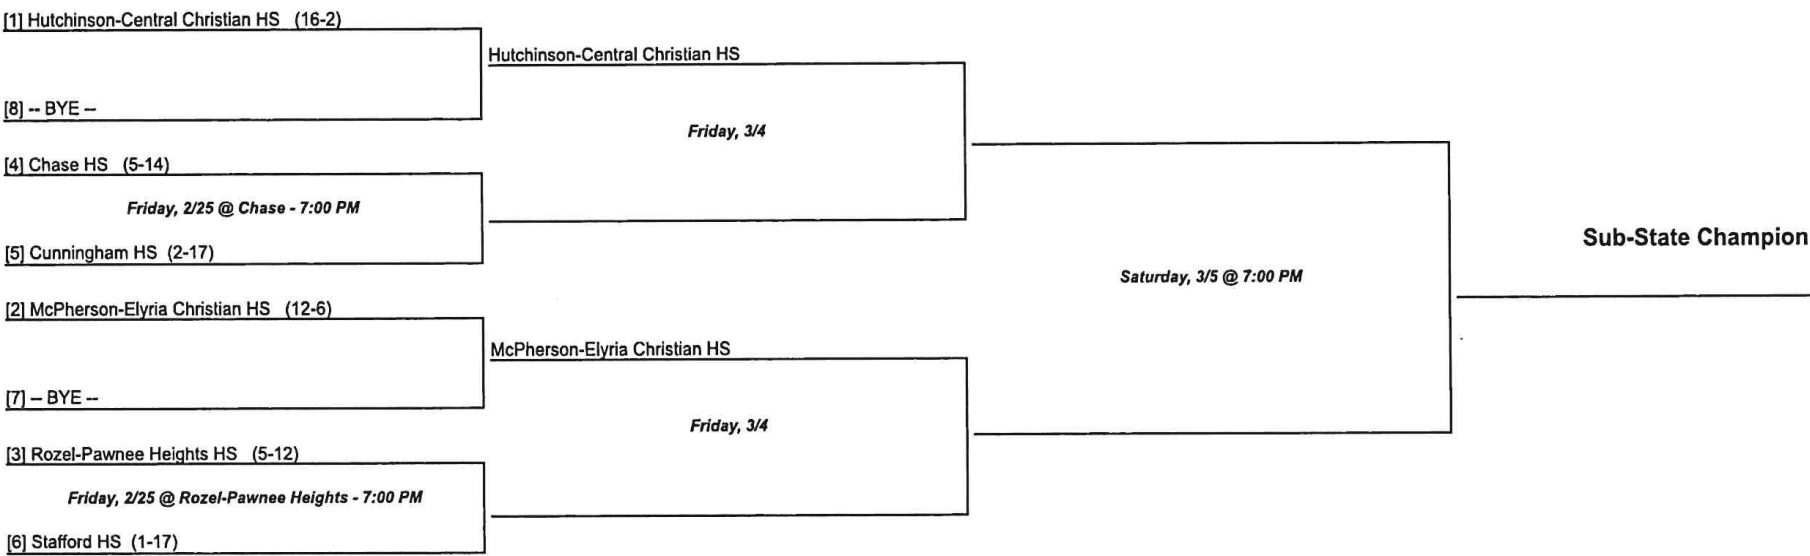 [1] Hutchinson-Central Christian HS (16-2)
Hutchinson-Central Christian HS
[8] -- BYE --
Friday, 3/4
[4] Chase HS (5-14)
Friday, 2/25 @ Chase - 7:00 PM
[5] Cunningham HS (2-17)
Sub-State Champion
Saturday, 3/5 @ 7:00 PM
[2] McPherson-Elyria Christian HS (12-6)
McPherson-Elyria Christian HS
[7] -- BYE --
Friday, 3/4
[3] Rozel-Pawnee Heights HS (5-12)
Friday, 2/25 @ Rozel-Pawnee Heights - 7:00 PM
[6] Stafford HS (1-17)